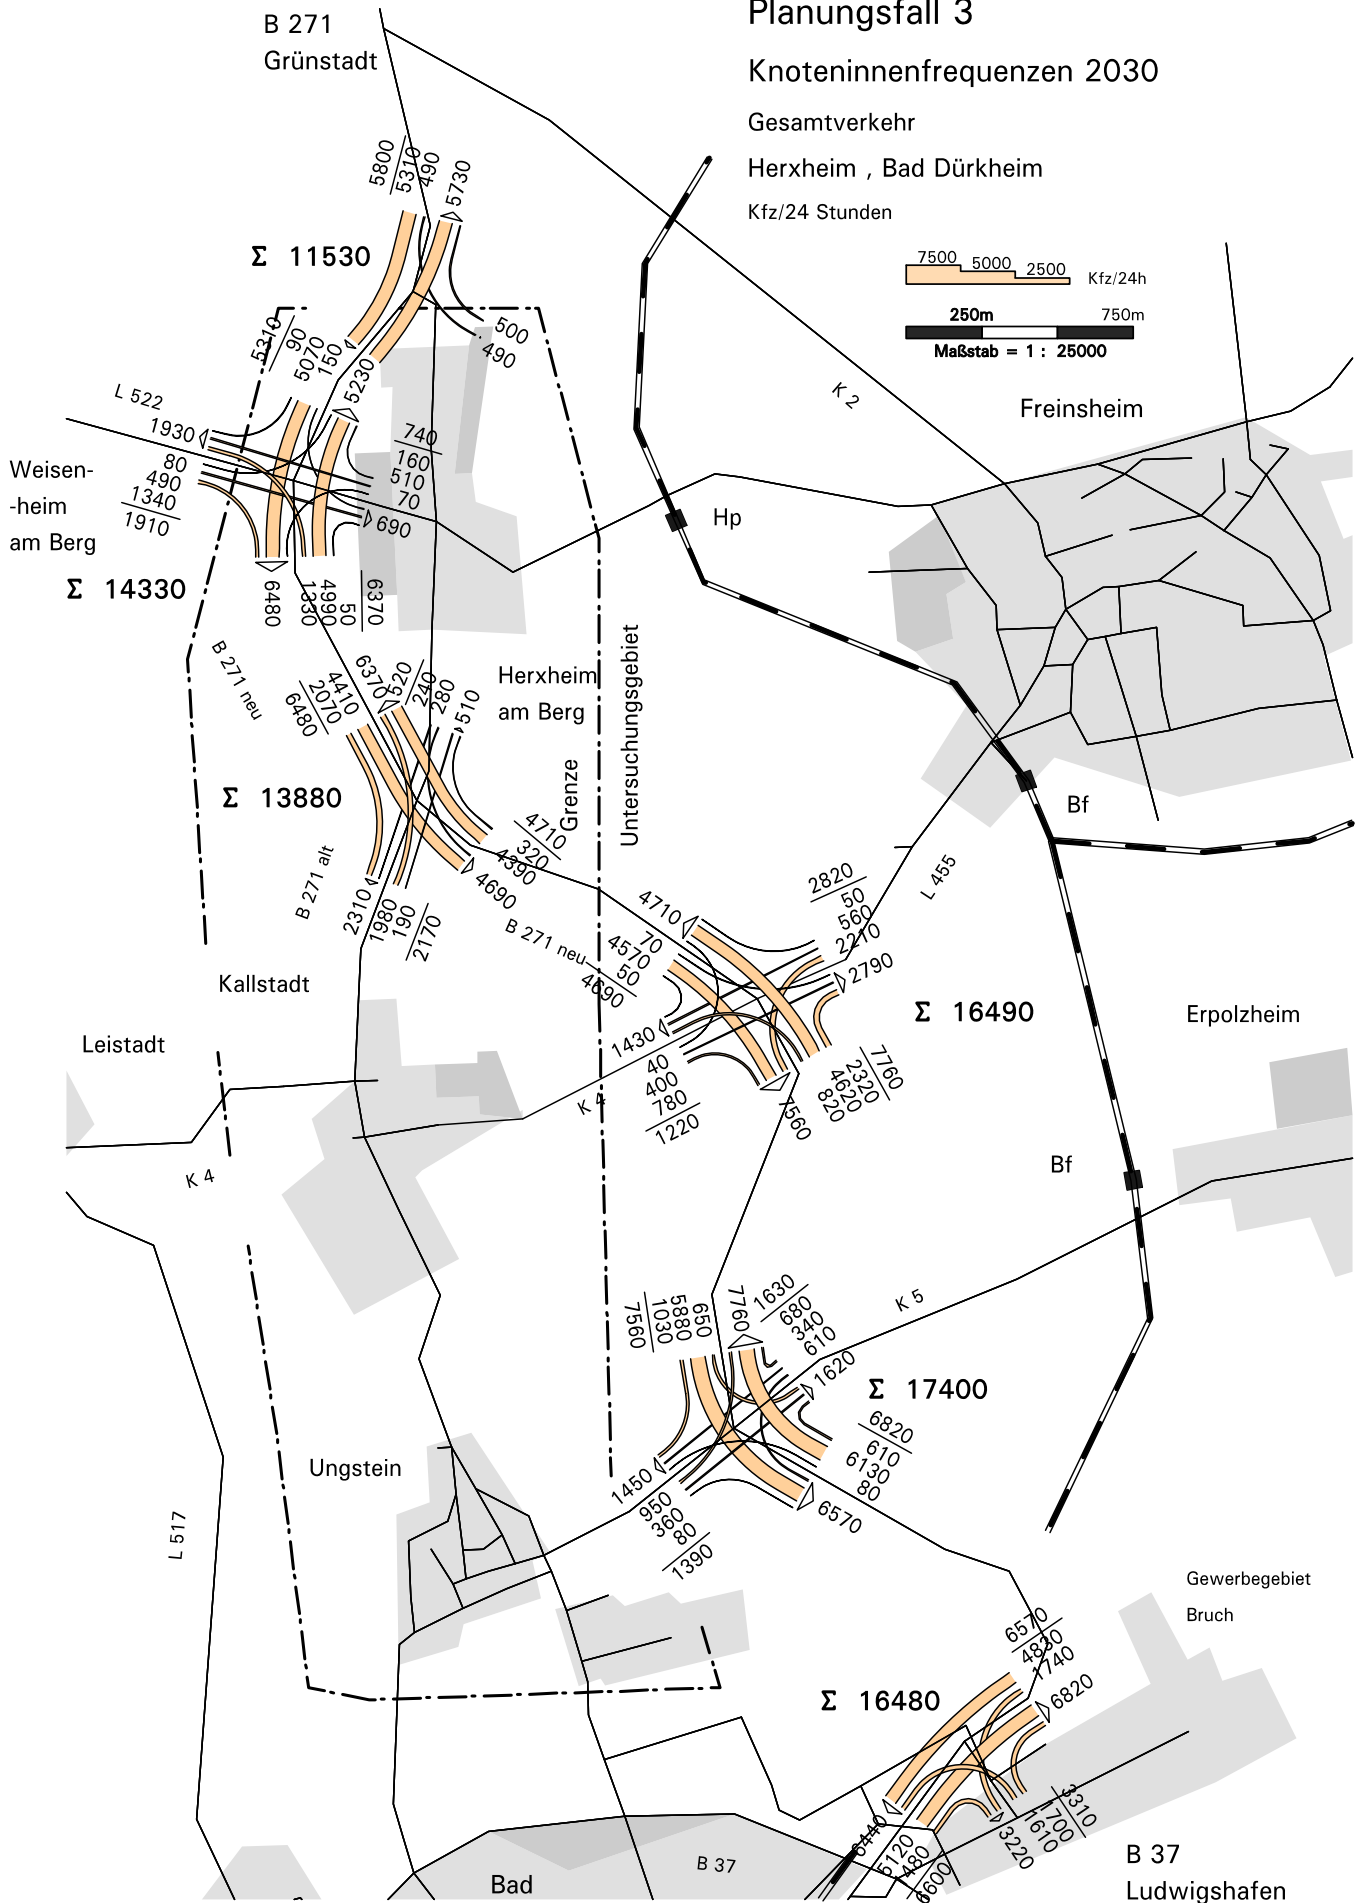 Planungsfall 3
Knoteninnenfrequenzen 2030
Gesamtverkehr
Herxheim , Bad Dürkheim
Kfz/24 Stunden
7500 5000 2500 Kfz/24h
250m 750m
Maßstab = 1 : 25000
B 271
Grünstadt
5800
5310
490
5730
Σ 11530
500
490
5310
90
5070
150
5230
L 522
1930
80
490
1340
1910
740
160
510
70
690
Weisen-
-heim
am Berg
Σ 14330
6480
1330
4990
50
6370
K 2
Freinsheim
Hp
B 271 neu
6480
2070
4410
6370
520
240
280
510
Herxheim
am Berg
Grenze
Untersuchungsgebiet
Σ 13880
4710
320
4390
4690
B 271 alt
2310
1980
190
2170
Bf
L 455
B 271 neu
4710
70
4570
50
4690
2820
50
560
2210
2790
Σ 16490
1430
40
400
780
1220
7760
2320
4620
820
7560
K 4
Kallstadt
Leistadt
K 4
Erpolzheim
Bf
K 5
7560
1030
5880
650
7760
1630
680
340
610
1620
Σ 17400
6820
610
6130
80
6570
1450
950
360
80
1390
Ungstein
L 517
Gewerbegebiet
Bruch
6570
4830
1740
6820
Σ 16480
3310
1700
1610
3220
6440
5120
1480
6600
B 37
Bad
B 37
Ludwigshafen